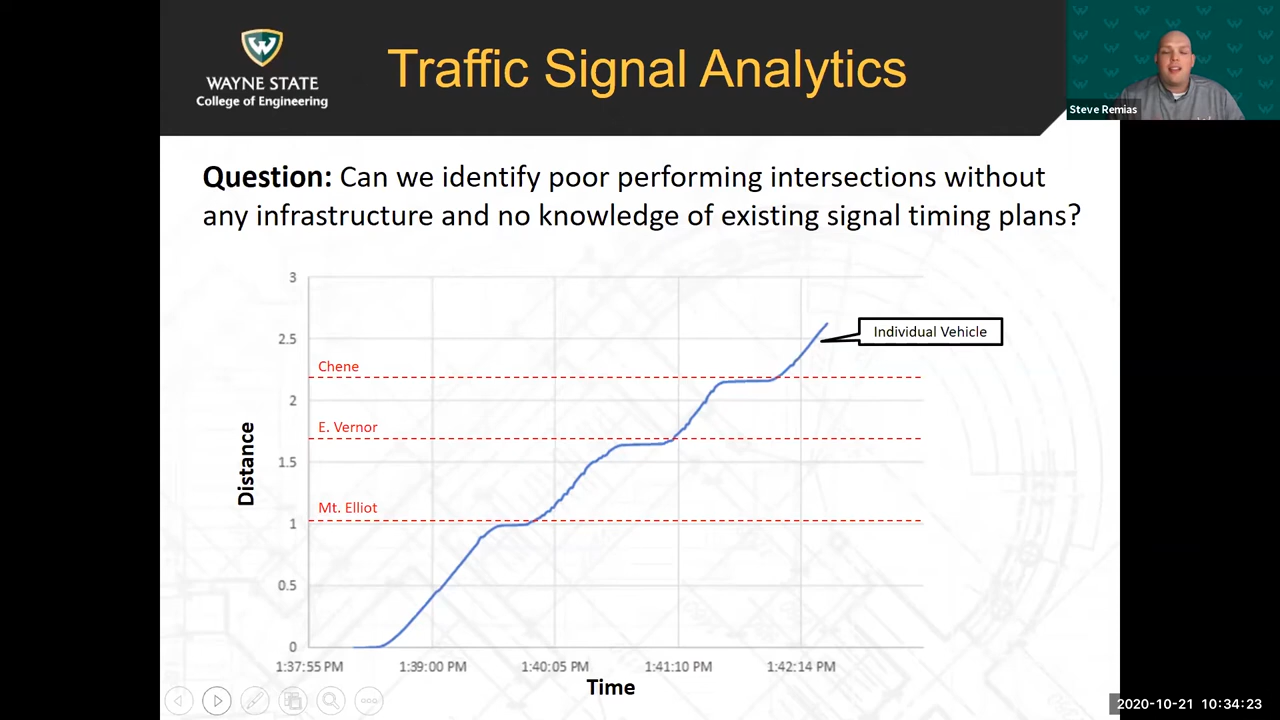 WAYNE STATE
College of Engineering
Traffic Signal Analytics
Steve Remias
Question: Can we identify poor performing intersections without
any infrastructure and no knowledge of existing signal timing plans?
3
2.5
2
1.5
1
0.5
0
Distance
Individual Vehicle
Chene
E. Vernor
Mt. Elliot
1:37:55 PM
1:39:00 PM
1:40:05 PM
1:41:10 PM
1:42:14 PM
Time
2020-10-21 10:34:23